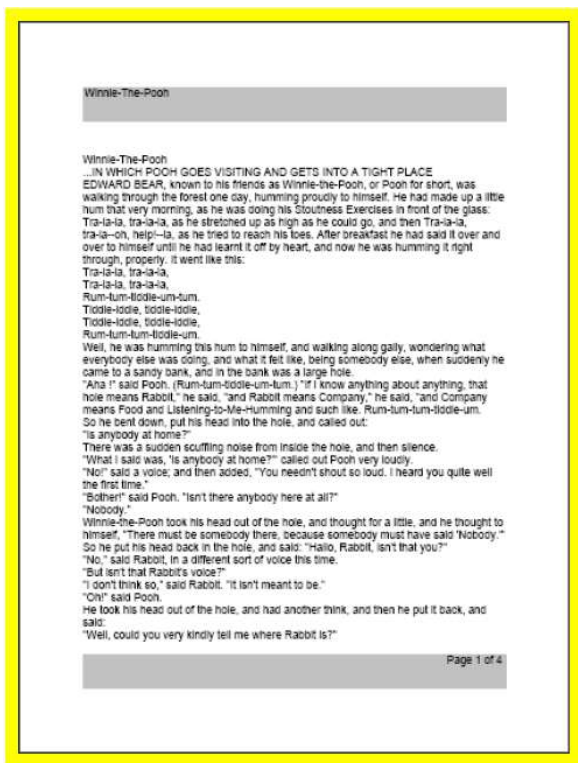 Winnie-The-Pooh
Winnie-The-Pooh
...IN WHICH POOH GOES VISITING AND GETS INTO A TIGHT PLACE
EDWARD BEAR, known to his friends as Winnie-the-Pooh, or Pooh for short, was
walking through the forest one day, humming proudly to himself. He had made up a little
hum that very morning, as he was doing his Stoutness Exercises in front of the glass:
Tra-la-la, tra-la-la, as he stretched up as high as he could go, and then Tra-la-la,
tra-la--oh, help!--la, as he tried to reach his toes. After breakfast he had said it over and
over to himself until he had learnt it off by heart, and now he was humming it right
through, properly. It went like this:
Tra-la-la, tra-la-la,
Tra-la-la, tra-la-la,
Rum-tum-tiddle-um-tum.
Tiddle-iddle, tiddle-iddle,
Tiddle-iddle, tiddle-iddle,
Rum-tum-tum-tiddle-um.
Well, he was humming this hum to himself, and walking along gaily, wondering what
everybody else was doing, and what it felt like, being somebody else, when suddenly he
came to a sandy bank, and in the bank was a large hole.
"Aha !" said Pooh. (Rum-tum-tiddle-um-tum.) "If I know anything about anything, that
hole means Rabbit," he said, "and Rabbit means Company," he said, "and Company
means Food and Listening-to-Me-Humming and such like. Rum-tum-tum-tiddle-um.
So he bent down, put his head into the hole, and called out:
"Is anybody at home?"
There was a sudden scuffling noise from inside the hole, and then silence.
"What I said was, 'Is anybody at home?'" called out Pooh very loudly.
"No!" said a voice; and then added, "You needn't shout so loud. I heard you quite well
the first time."
"Bother!" said Pooh. "Isn't there anybody here at all?"
"Nobody."
Winnie-the-Pooh took his head out of the hole, and thought for a little, and he thought to
himself, "There must be somebody there, because somebody must have said 'Nobody.'"
So he put his head back in the hole, and said: "Hallo, Rabbit, isn't that you?"
"No," said Rabbit, in a different sort of voice this time.
"But isn't that Rabbit's voice?"
"I don't think so," said Rabbit. "It isn't meant to be."
"Oh!" said Pooh.
He took his head out of the hole, and had another think, and then he put it back, and
said:
"Well, could you very kindly tell me where Rabbit is?"
Page 1 of 4